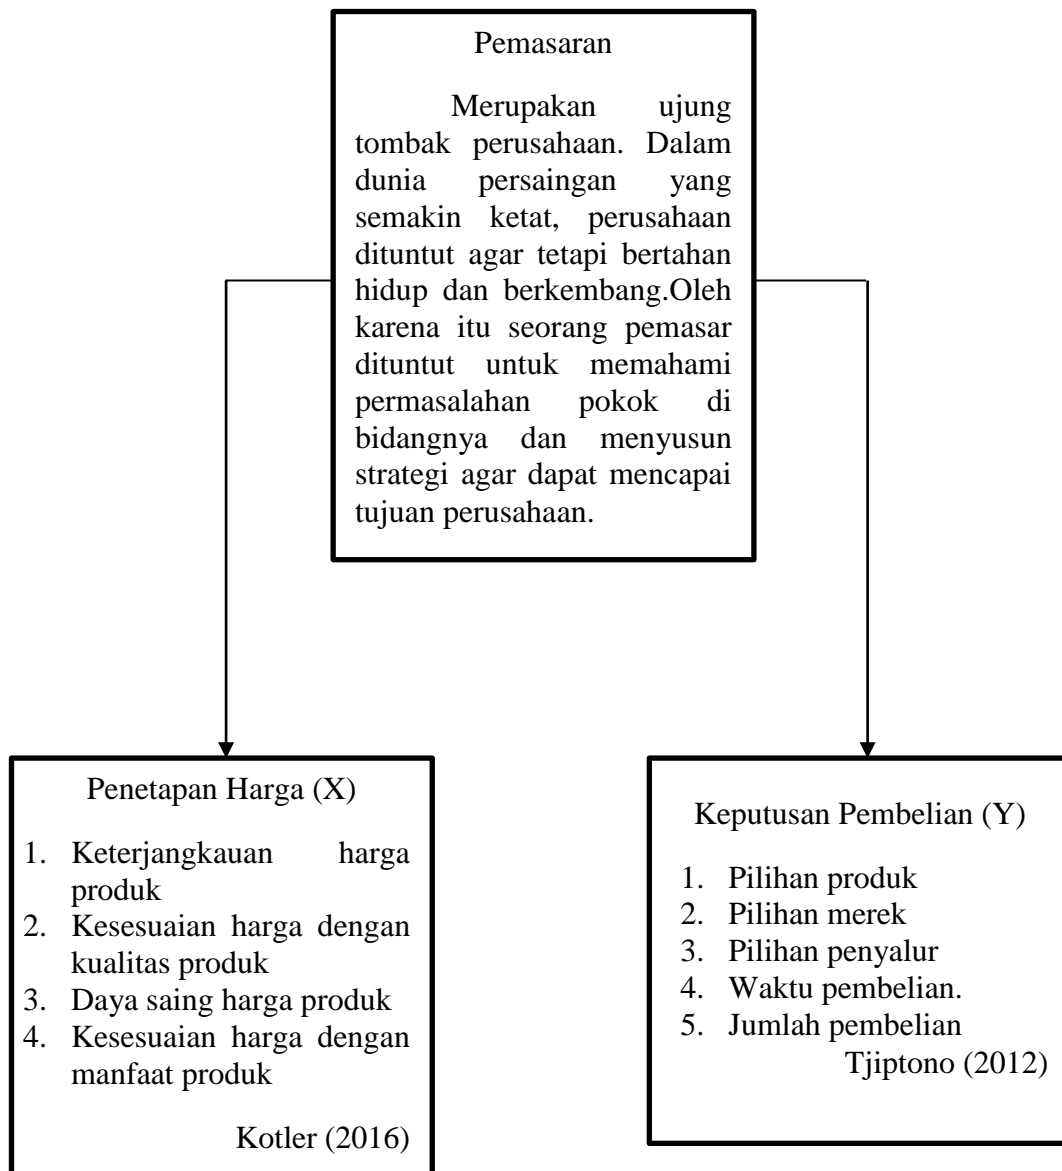 Pemasaran
Merupakan ujung
tombak perusahaan. Dalam
dunia persaingan yang
semakin ketat, perusahaan
dituntut agar tetapi bertahan
hidup dan berkembang.Oleh
karena itu seorang pemasar
dituntut untuk memahami
permasalahan pokok di
bidangnya dan menyusun
strategi agar dapat mencapai
tujuan perusahaan.
Penetapan Harga (X)
1. Keterjangkauan harga
produk
2. Kesesuaian harga dengan
kualitas produk
3. Daya saing harga produk
4. Kesesuaian harga dengan
manfaat produk
Kotler (2016)
Keputusan Pembelian (Y)
1. Pilihan produk
2. Pilihan merek
3. Pilihan penyalur
4. Waktu pembelian.
5. Jumlah pembelian
Tjiptono (2012)